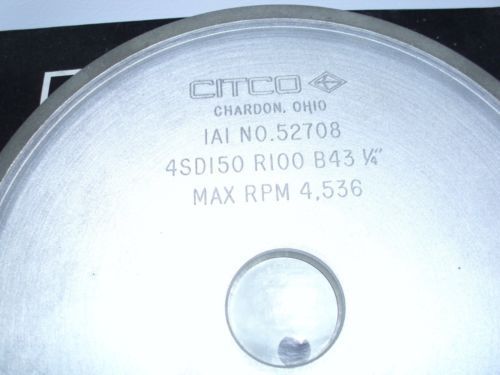 CITCO
CHARDON, OHIO
IAI NO.52708
4SD150 R100 B43 ¼"
MAX RPM 4,536